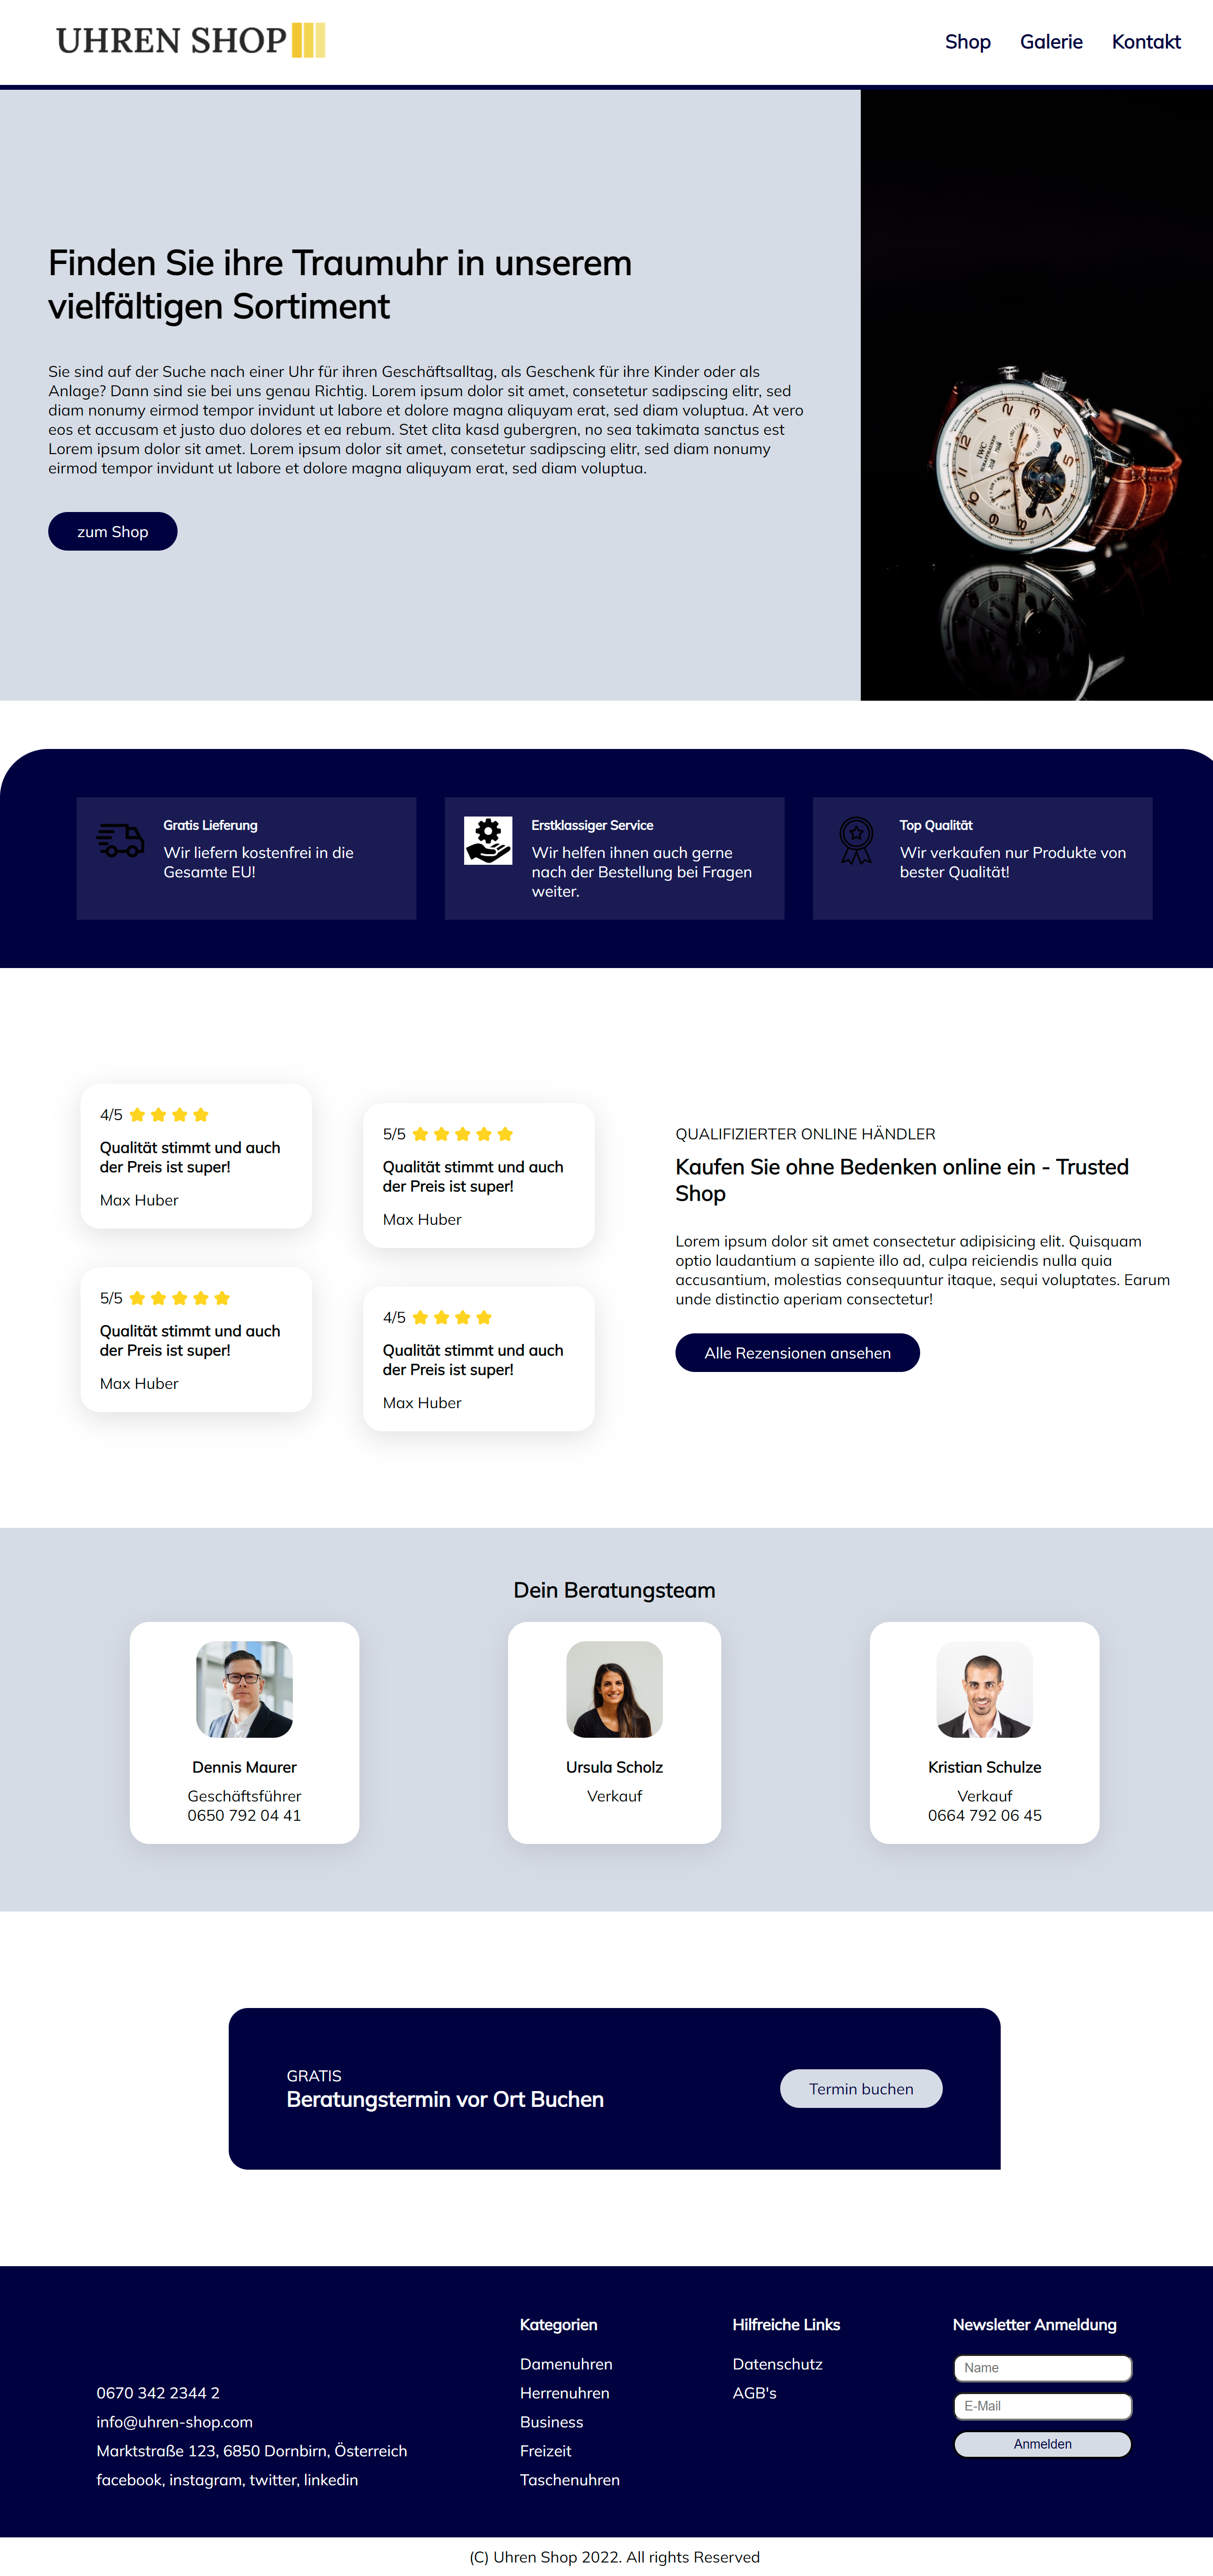 UHREN SHOP
Shop Galerie Kontakt
Finden Sie ihre Traumuhr in unserem
vielfältigen Sortiment
Sie sind auf der Suche nach einer Uhr für ihren Geschäftsalltag, als Geschenk für ihre Kinder oder als
Anlage? Dann sind sie bei uns genau Richtig. Lorem ipsum dolor sit amet, consetetur sadipscing elitr, sed
diam nonumy eirmod tempor invidunt ut labore et dolore magna aliquyam erat, sed diam voluptua. At vero
eos et accusam et justo duo dolores et ea rebum. Stet clita kasd gubergren, no sea takimata sanctus est
Lorem ipsum dolor sit amet. Lorem ipsum dolor sit amet, consetetur sadipscing elitr, sed diam nonumy
eirmod tempor invidunt ut labore et dolore magna aliquyam erat, sed diam voluptua.
zum Shop
Gratis Lieferung
Wir liefern kostenfrei in die
Gesamte EU!
Erstklassiger Service
Wir helfen ihnen auch gerne
nach der Bestellung bei Fragen
weiter.
Top Qualität
Wir verkaufen nur Produkte von
bester Qualität!
4/5
Qualität stimmt und auch
der Preis ist super!
Max Huber
5/5
Qualität stimmt und auch
der Preis ist super!
Max Huber
5/5
Qualität stimmt und auch
der Preis ist super!
Max Huber
4/5
Qualität stimmt und auch
der Preis ist super!
Max Huber
QUALIFIZIERTER ONLINE HÄNDLER
Kaufen Sie ohne Bedenken online ein - Trusted
Shop
Lorem ipsum dolor sit amet consectetur adipisicing elit. Quisquam
optio laudantium a sapiente illo ad, culpa reiciendis nulla quia
accusantium, molestias consequuntur itaque, sequi voluptates. Earum
unde distinctio aperiam consectetur!
Alle Rezensionen ansehen
Dein Beratungsteam
Dennis Maurer
Geschäftsführer
0650 792 04 41
Ursula Scholz
Verkauf
Kristian Schulze
Verkauf
0664 792 06 45
GRATIS
Beratungstermin vor Ort Buchen
Termin buchen
0670 342 2344 2
info@uhren-shop.com
Marktstraße 123, 6850 Dornbirn, Österreich
facebook, instagram, twitter, linkedin
Kategorien
Damenuhren
Herrenuhren
Business
Freizeit
Taschenuhren
Hilfreiche Links
Datenschutz
AGB's
Newsletter Anmeldung
Name
E-Mail
Anmelden
(C) Uhren Shop 2022. All rights Reserved